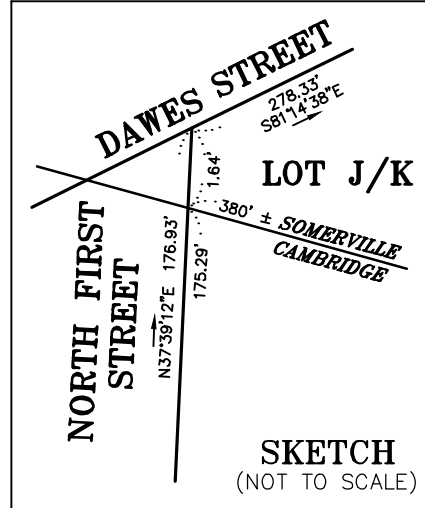 DAWES STREET
278.33'
S81°14'38"E
1.64'
LOT J/K
380' ± SOMERVILLE
CAMBRIDGE
NORTH FIRST
STREET
N37°39'12"E 176.93'
175.29'
SKETCH
(NOT TO SCALE)